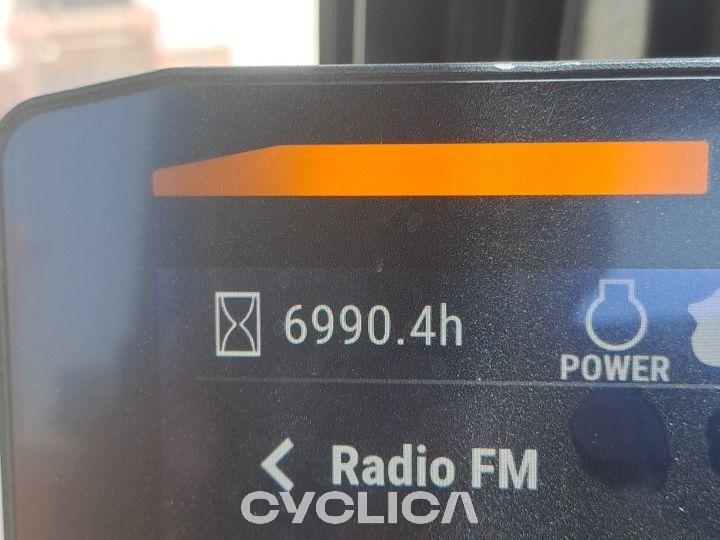 6990.4h
POWER
Radio FM
CYCLICA